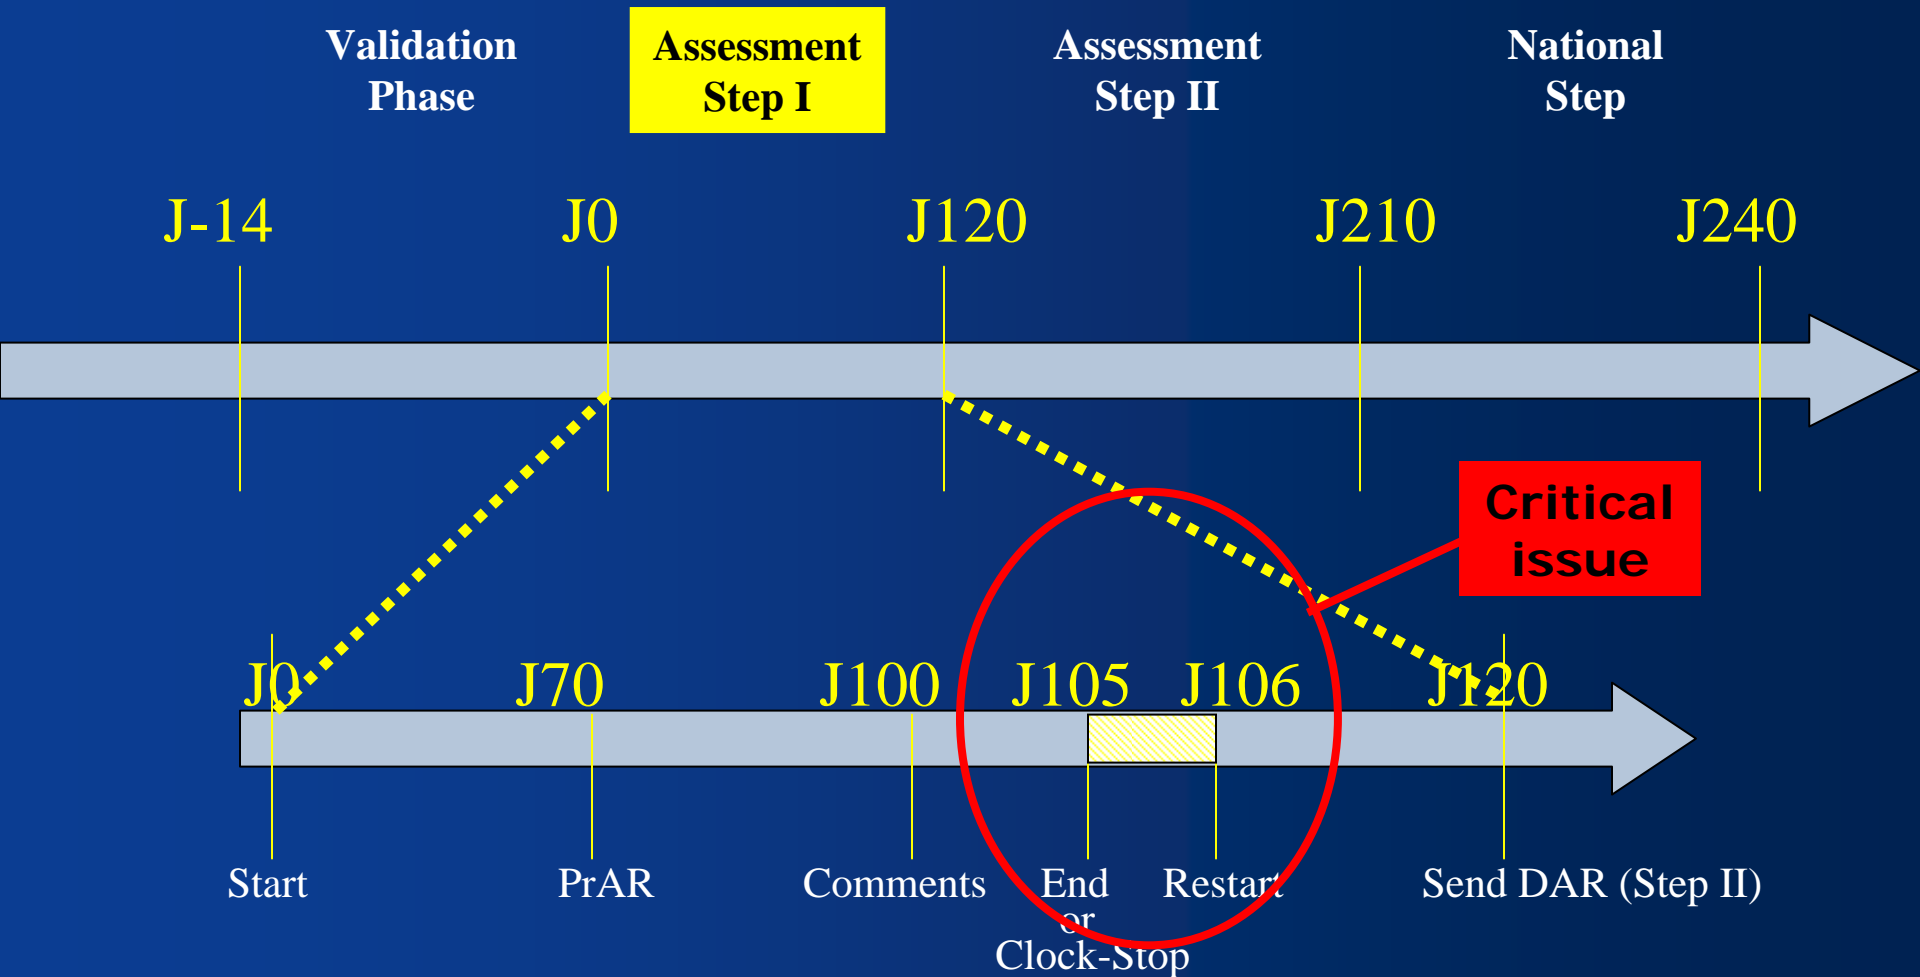 Validation
Phase
Assessment
Step I
Assessment
Step II
National
Step
J-14
J0
J120
J210
J240
Critical
issue
J0
J70
J100
J105
J106
J120
Start
PrAR
Comments
End
or
Clock-Stop
Restart
Send DAR (Step II)